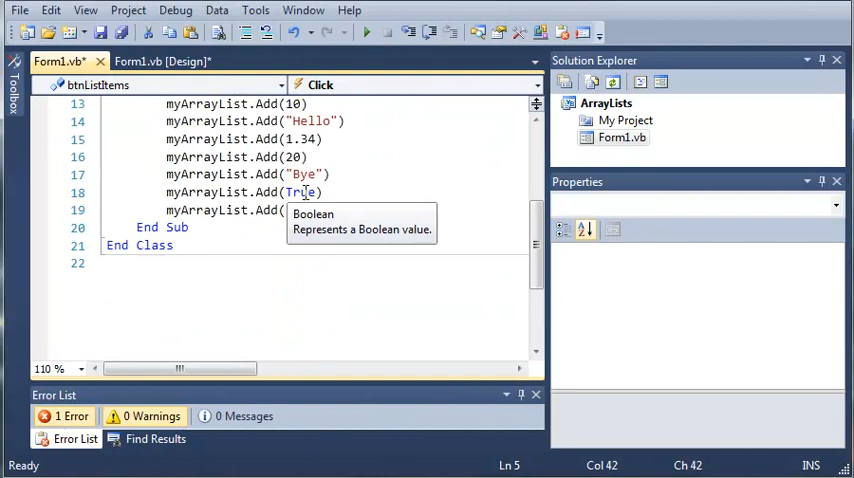 File Edit View Project Debug Data Tools Window Help
Form1.vb* Form1.vb [Design]* Solution Explorer
Toolbox
btnListItems Click
ArrayLists
My Project
Form1.vb
13 myArrayList.Add(10)
14 myArrayList.Add("Hello")
15 myArrayList.Add(1.34)
16 myArrayList.Add(20)
17 myArrayList.Add("Bye")
18 myArrayList.Add(True)
19 myArrayList.Add(
20 End Sub
21 End Class
22
Boolean
Represents a Boolean value.
Properties
110 %
Error List
1 Error 0 Warnings 0 Messages
Error List Find Results
Ready Ln 5 Col 42 Ch 42 INS